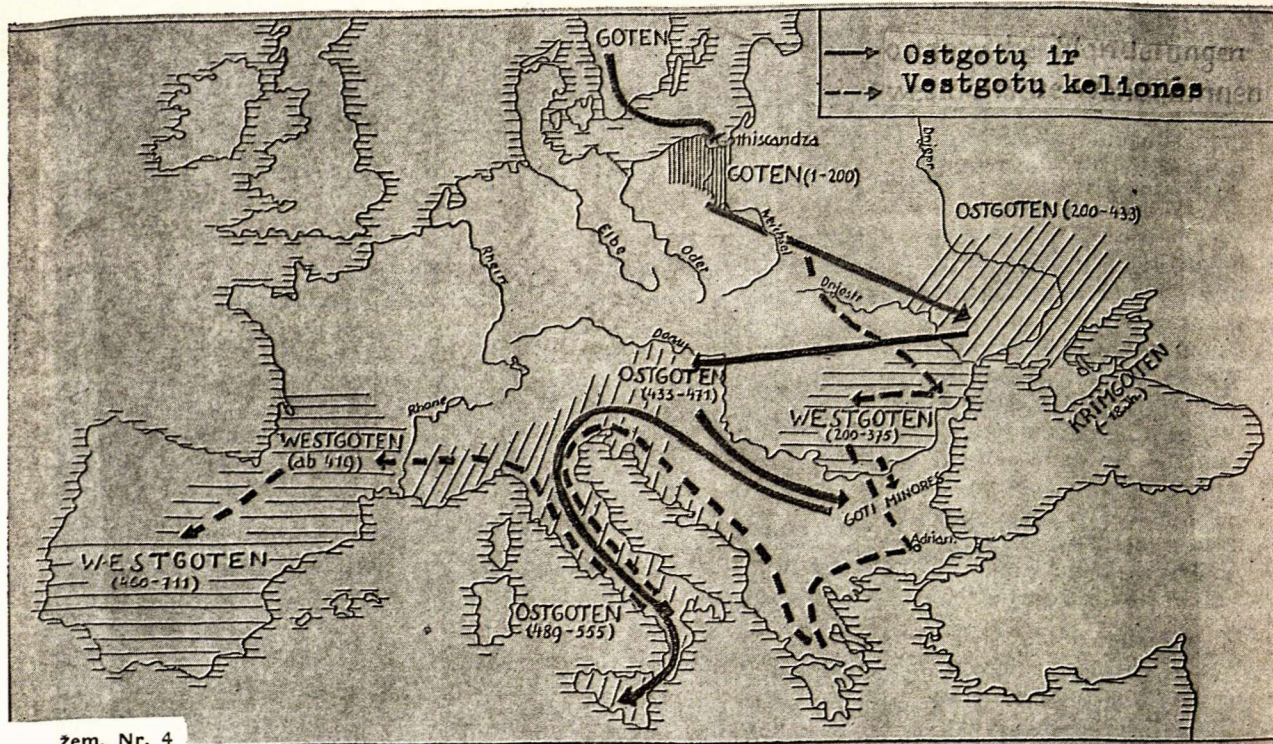 GOTEN
Ostgotų ir
Vestgotų kelionės
GOTEN (1-200)
Weichsel
OSTGOTEN (200-433)
Rhein
Elbe
Oder
Dnjestr
Donau
OSTGOTEN
(433-471)
KRIMGOTEN
Rhone
WESTGOTEN
(200-375)
WESTGOTEN
(ab 419)
GOTI MINORES
Adrian.
WESTGOTEN
(460-711)
OSTGOTEN
(489-555)
žem. Nr. 4